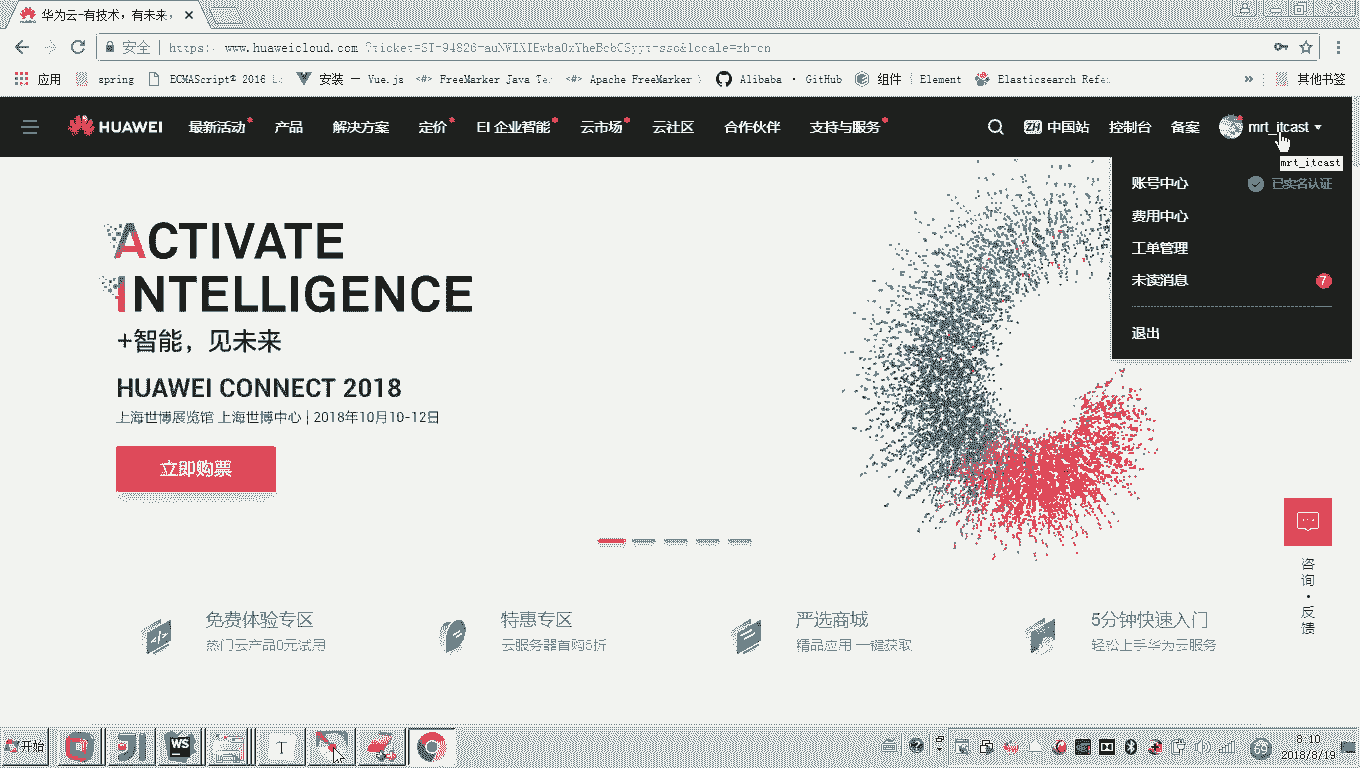 华为云-有技术，有未来，
安全
www.huaweicloud.com
应用
spring
ECMAScript® 2016 L
安装 — Vue.js
FreeMarker Java Te
Apache FreeMarker
Alibaba · GitHub
组件 | Element
Elasticsearch Refe
其他书签
HUAWEI
最新活动
产品
解决方案
定价
EI 企业智能
云市场
云社区
合作伙伴
支持与服务
ZH 中国站
控制台
备案
mrt_itcast
mrt_itcast
账号中心
已实名认证
费用中心
工单管理
未读消息
7
退出
ACTIVATE
INTELLIGENCE
+智能，见未来
HUAWEI CONNECT 2018
上海世博展览馆 上海世博中心 | 2018年10月10-12日
立即购票
咨询·反馈
免费体验专区
热门云产品0元试用
特惠专区
云服务器首购5折
严选商城
精品应用 一键获取
5分钟快速入门
轻松上手华为云服务
开始
WS
T
69
8:10
2018/8/19